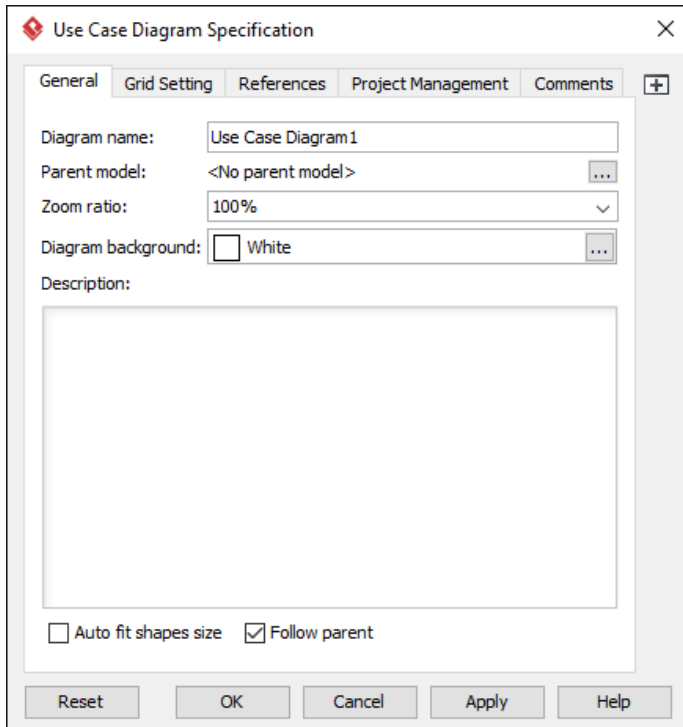 Use Case Diagram Specification
General Grid Setting References Project Management Comments
Diagram name: Use Case Diagram1
Parent model: <No parent model> ...
Zoom ratio: 100%
Diagram background: White ...
Description:
Auto fit shapes size Follow parent
Reset OK Cancel Apply Help